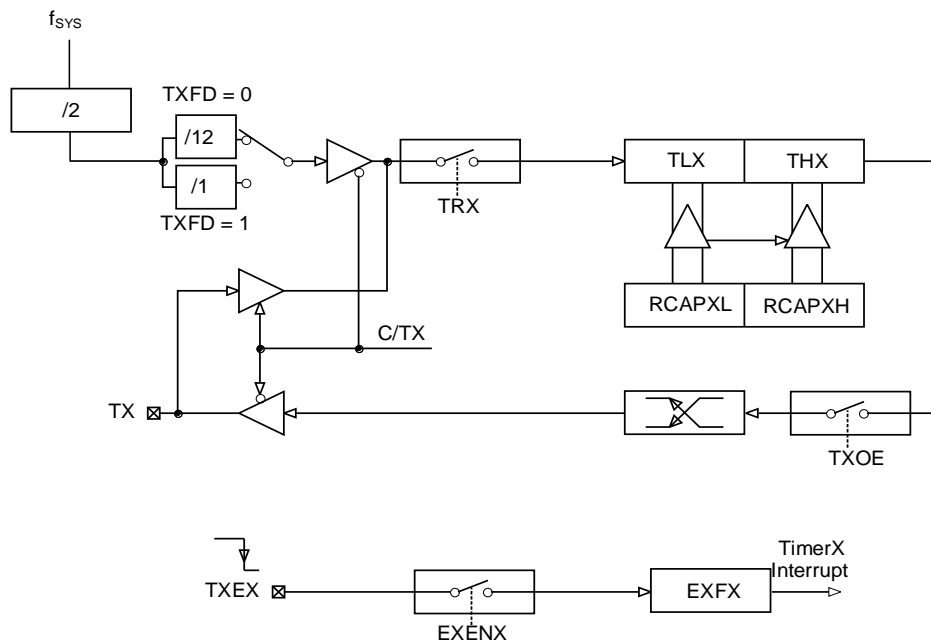 fSYS
/2
TXFD = 0
/12
/1
TXFD = 1
TRX
TLX
THX
RCAPXL
RCAPXH
C/TX
TX
TXOE
TXEX
EXENX
EXFX
TimerX
Interrupt